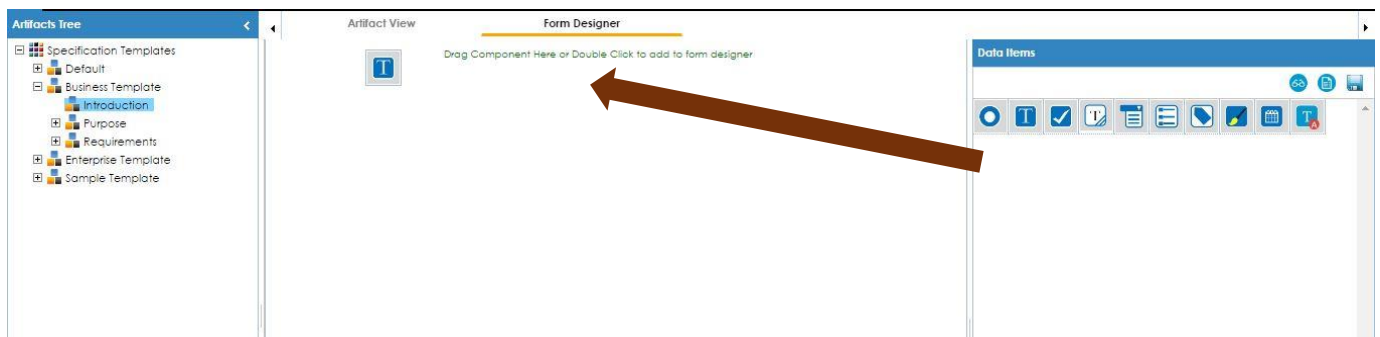 Artifacts Tree
Artifact View
Form Designer
Specification Templates
Default
Business Template
Introduction
Purpose
Requirements
Enterprise Template
Sample Template
T
Drag Component Here or Double Click to add to form designer
Data Items
T
T
T A